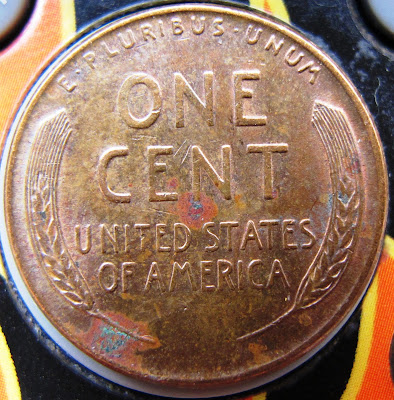 E·PLURIBUS·UNUM
ONE
CENT
UNITED STATES
OF AMERICA